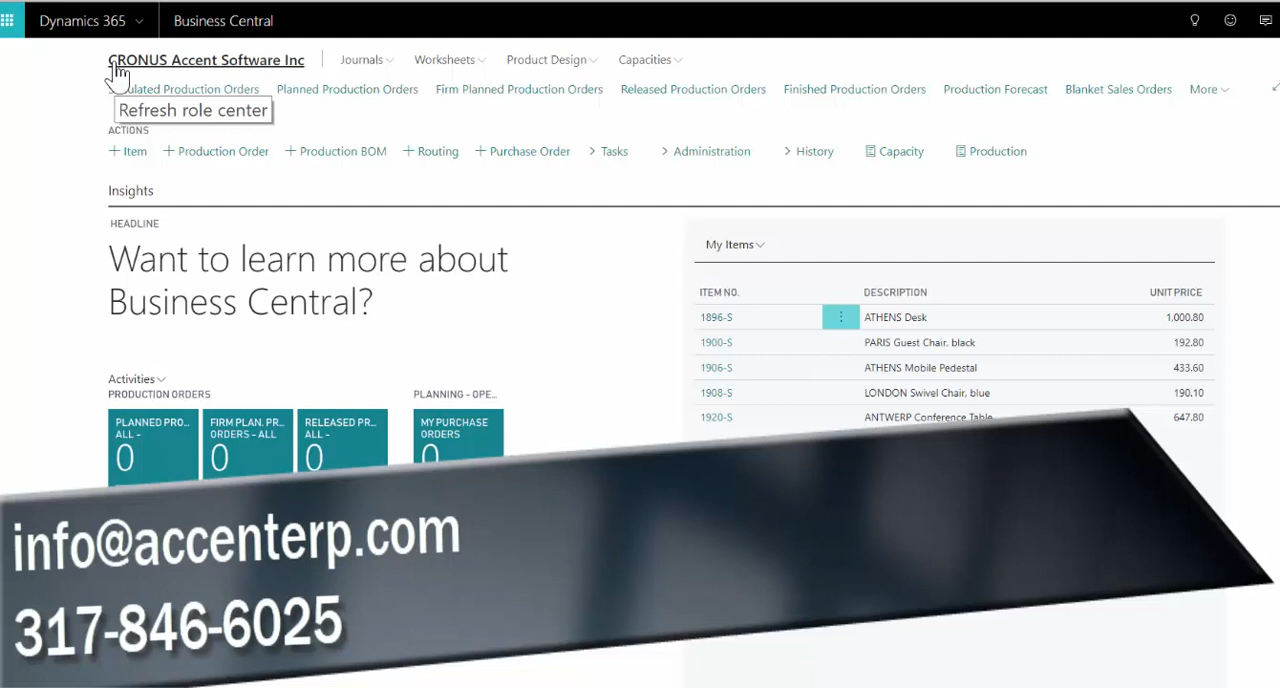 Dynamics 365 Business Central
CRONUS Accent Software Inc Journals Worksheets Product Design Capacities
Production Orders Planned Production Orders Firm Planned Production Orders Released Production Orders Finished Production Orders Production Forecast Blanket Sales Orders More
Refresh role center
ACTIONS
+ Item + Production Order + Production BOM + Routing + Purchase Order > Tasks > Administration > History Capacity Production
Insights
HEADLINE
Want to learn more about
Business Central?
My Items
ITEM NO. DESCRIPTION UNIT PRICE
1896-S ATHENS Desk 1,000.80
1900-S PARIS Guest Chair, black 192.80
1906-S ATHENS Mobile Pedestal 433.60
1908-S LONDON Swivel Chair, blue 190.10
1920-S ANTWERP Conference Table 647.80
Activities
PRODUCTION ORDERS PLANNING - OPE...
PLANNED PRO... FIRM PLAN. PR... RELEASED PR... MY PURCHASE
ALL - ORDERS - ALL ALL - ORDERS
0 0 0 0
info@accenterp.com
317-846-6025